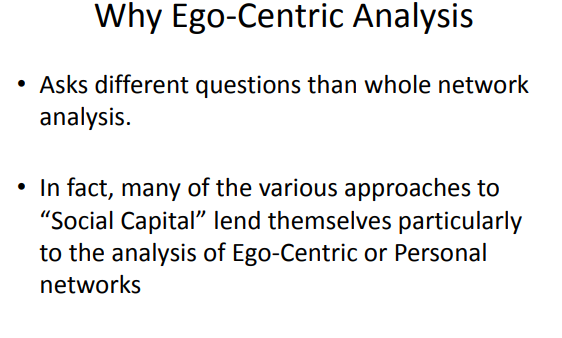 Why Ego-Centric Analysis
• Asks different questions than whole network
analysis.
• In fact, many of the various approaches to
“Social Capital” lend themselves particularly
to the analysis of Ego-Centric or Personal
networks